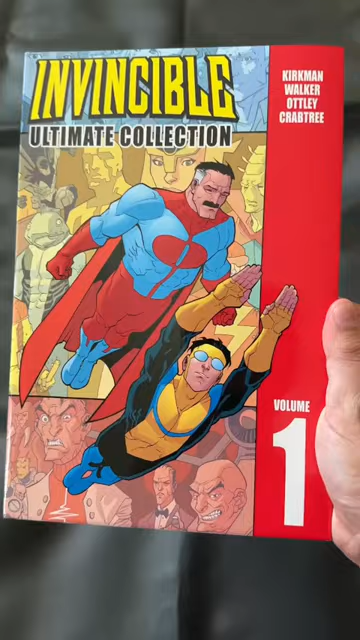 INVINCIBLE
ULTIMATE COLLECTION
KIRKMAN
WALKER
OTTLEY
CRABTREE
VOLUME
1